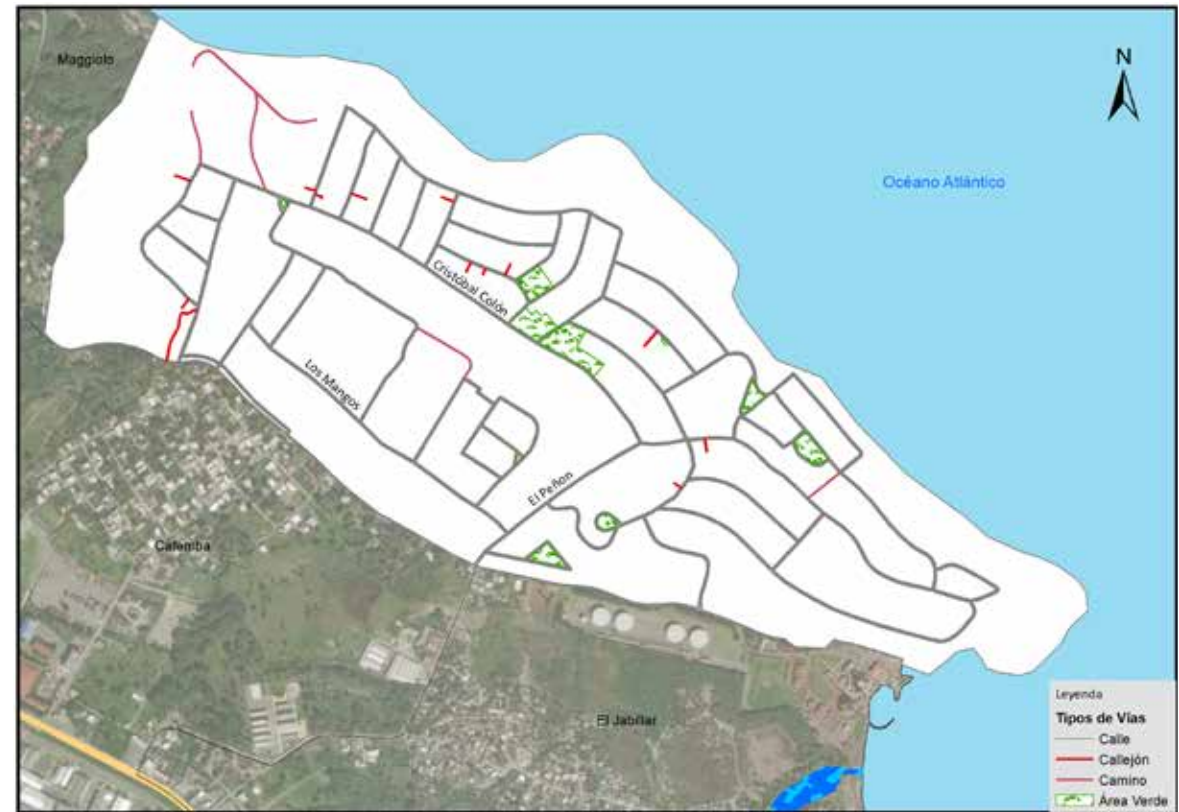 Maggiolo
N
Océano Atlántico
Cristóbal Colón
Los Mangos
El Peñon
Cafemba
El Jabillar
Leyenda
Tipos de Vías
Calle
Callejón
Camino
Área Verde